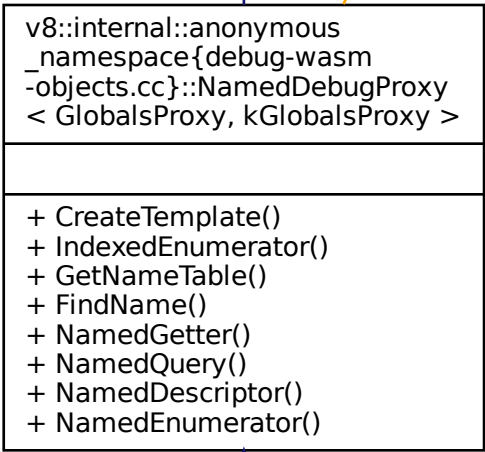 v8::internal::anonymous
_namespace{debug-wasm
-objects.cc}::NamedDebugProxy
< GlobalsProxy, kGlobalsProxy >
+ CreateTemplate()
+ IndexedEnumerator()
+ GetNameTable()
+ FindName()
+ NamedGetter()
+ NamedQuery()
+ NamedDescriptor()
+ NamedEnumerator()